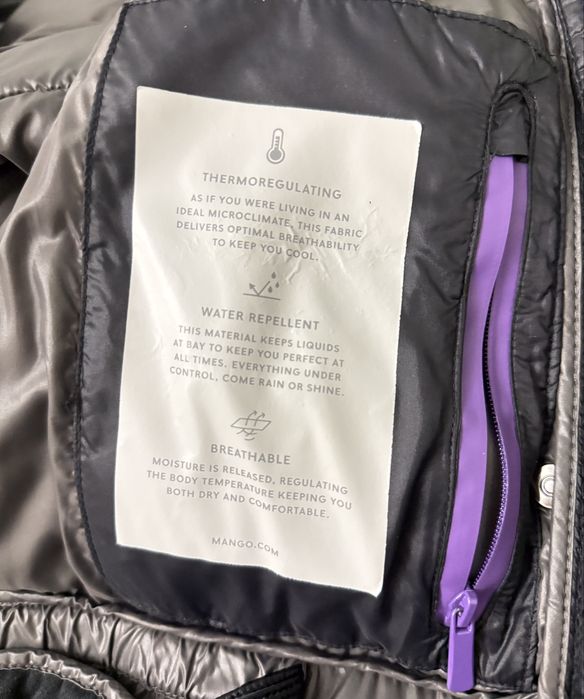 THERMOREGULATING
AS IF YOU WERE LIVING IN AN
IDEAL MICROCLIMATE, THIS FABRIC
DELIVERS OPTIMAL BREATHABILITY
TO KEEP YOU COOL.
WATER REPELLENT
THIS MATERIAL KEEPS LIQUIDS
AT BAY TO KEEP YOU PERFECT AT
ALL TIMES. EVERYTHING UNDER
CONTROL, COME RAIN OR SHINE.
BREATHABLE
MOISTURE IS RELEASED, REGULATING
THE BODY TEMPERATURE KEEPING YOU
BOTH DRY AND COMFORTABLE.
MANGO.COM